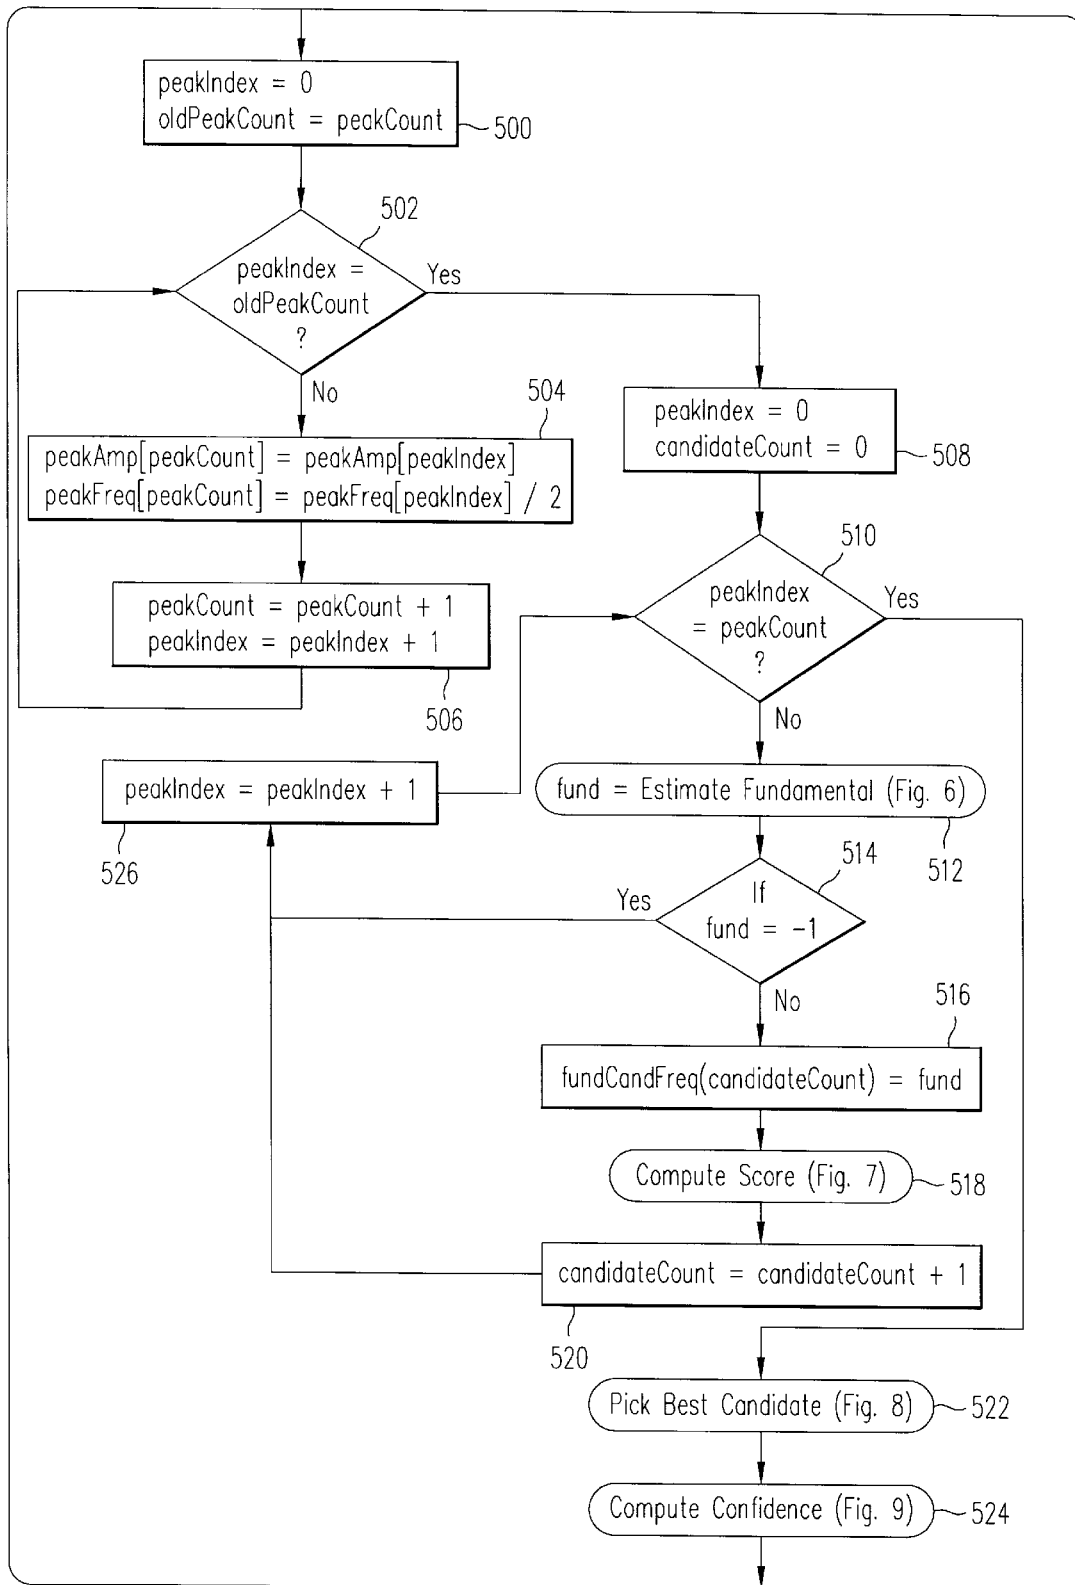 peakIndex = 0
oldPeakCount = peakCount
500
502
peakIndex =
oldPeakCount
?
Yes
No
504
peakAmp[peakCount] = peakAmp[peakIndex]
peakFreq[peakCount] = peakFreq[peakIndex] / 2
peakCount = peakCount + 1
peakIndex = peakIndex + 1
506
peakIndex = 0
candidateCount = 0
508
510
peakIndex
= peakCount
?
Yes
No
peakIndex = peakIndex + 1
526
fund = Estimate Fundamental (Fig. 6)
512
514
If
fund = -1
Yes
No
516
fundCandFreq(candidateCount) = fund
Compute Score (Fig. 7)
518
candidateCount = candidateCount + 1
520
Pick Best Candidate (Fig. 8)
522
Compute Confidence (Fig. 9)
524